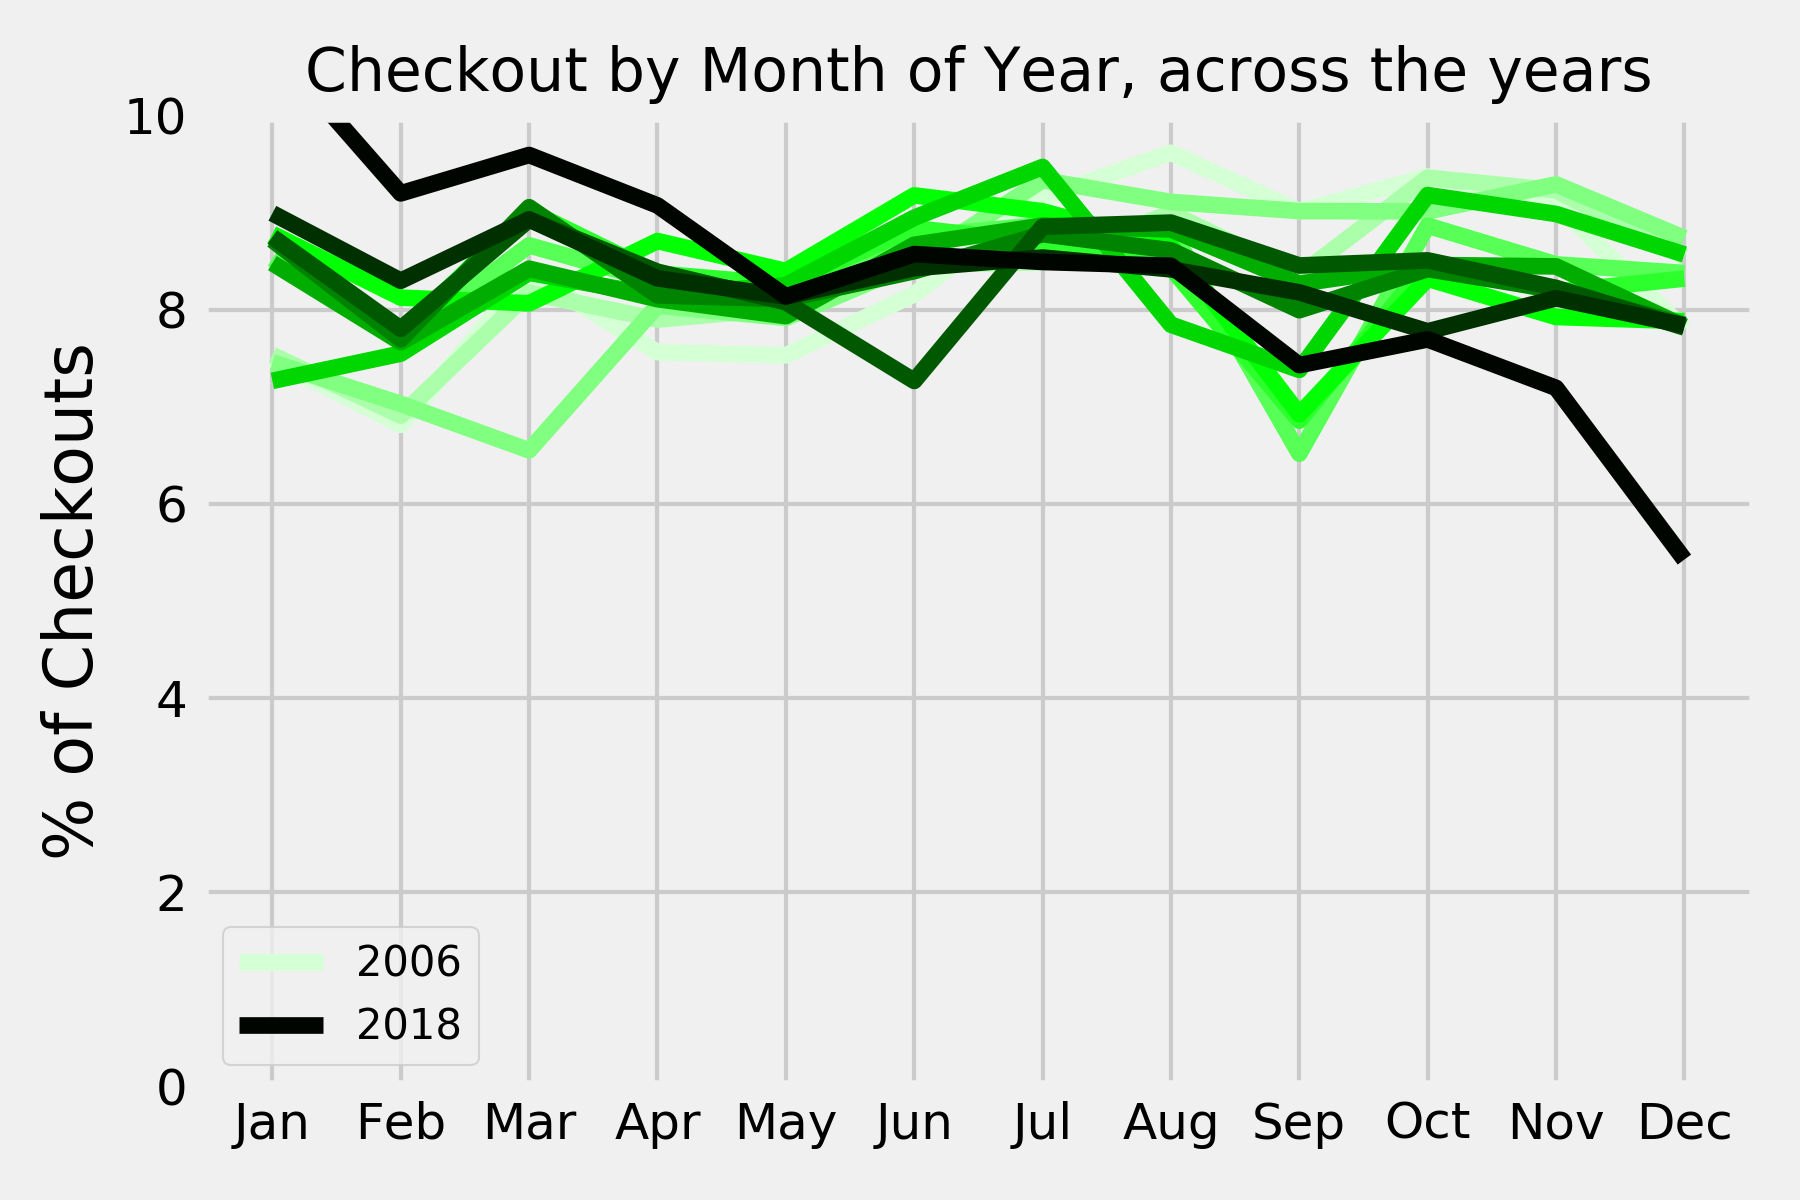 Checkout by Month of Year, across the years
% of Checkouts
10
8
6
4
2
0
2006
2018
Jan Feb Mar Apr May Jun Jul Aug Sep Oct Nov Dec